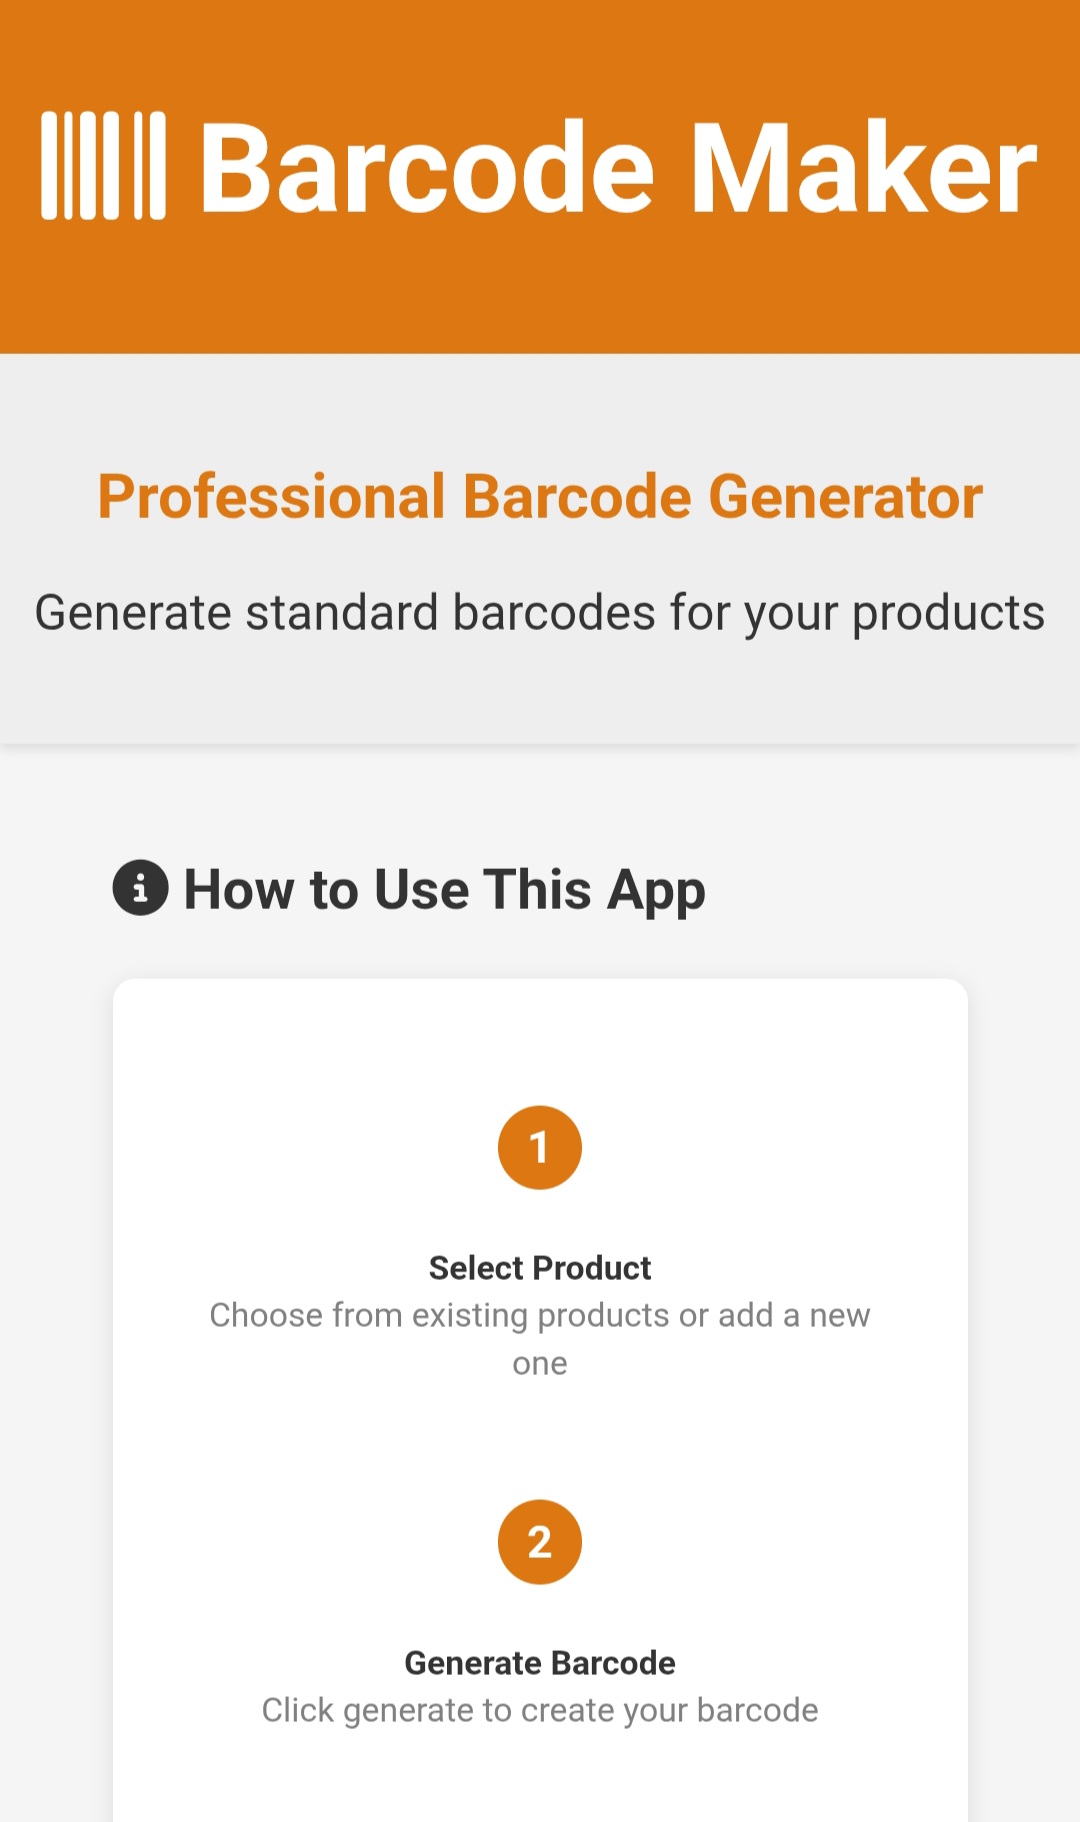 Barcode Maker
Professional Barcode Generator
Generate standard barcodes for your products
How to Use This App
1
Select Product
Choose from existing products or add a new
one
2
Generate Barcode
Click generate to create your barcode